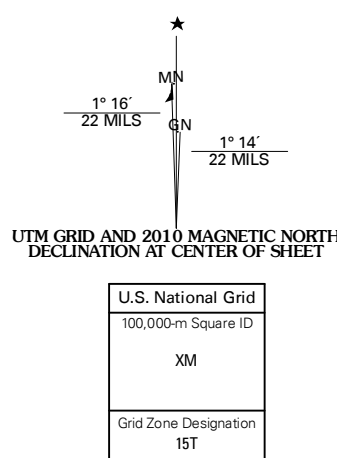 MN
1° 16´
22 MILS
GN
1° 14´
22 MILS
UTM GRID AND 2010 MAGNETIC NORTH
DECLINATION AT CENTER OF SHEET
U.S. National Grid
100,000-m Square ID
XM
Grid Zone Designation
15T